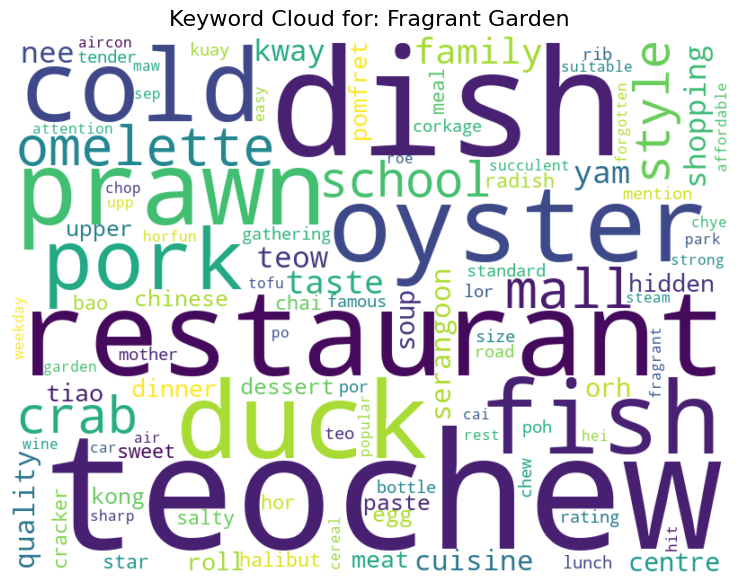 Keyword Cloud for: Fragrant Garden
nee aircon tender kuay kway family rib suitable
cold maw sep easy dish pomfret meal corkage style forgotten shopping affordable
attention omelette roe succulent yam
prawn chop upp school radish mention
upper horfun gathering oyster chye park
pork teow taste tofu standard strong
bao chinese chai famous soup lor mall hidden steam
weekday restaurant po serangoon size road
garden mother fragrant
tiao dinner dessert por fish orh
crab duck popular teo cai poh
wine car air sweet rest hei
quality teochew chew
cracker kong hor paste bottle egg
sharp salty cereal rating hit
star roll halibut meat cuisine lunch centre